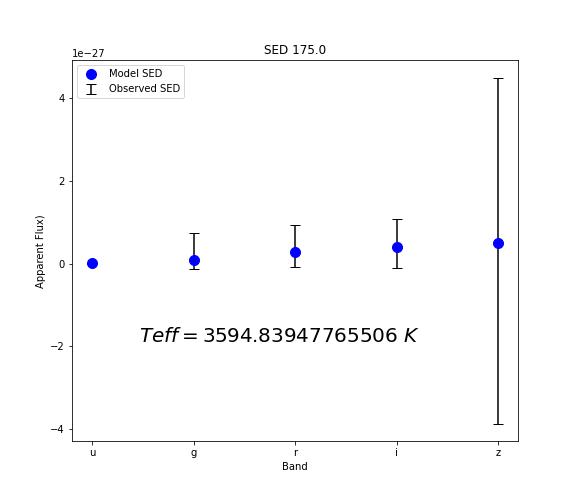 SED 175.0
1e−27
Model SED
Observed SED
4
2
0
−2
−4
Apparent Flux)
Teff = 3594.83947765506 K
u g r i z
Band